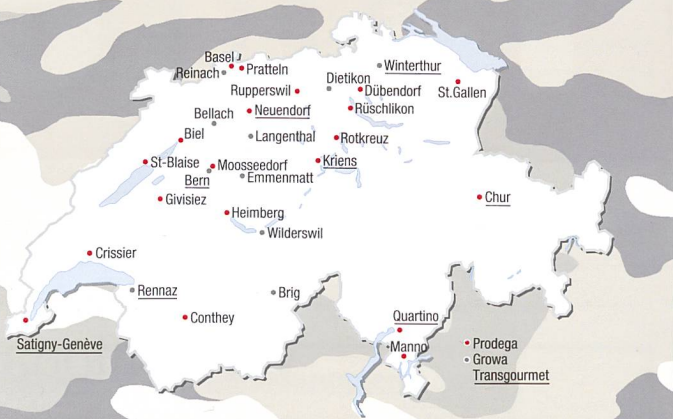 Basel
Reinach
Pratteln
Winterthur
Dietikon
Rupperswil
Dübendorf
St.Gallen
Neuendorf
Rüschlikon
Bellach
Biel
Langenthal
Rotkreuz
St-Blaise
Moosseedorf
Kriens
Bern
Emmenmatt
Givisiez
Chur
Heimberg
Wilderswil
Crissier
Rennaz
Brig
Conthey
Quartino
Satigny-Genève
Manno
Prodega
Growa
Transgourmet